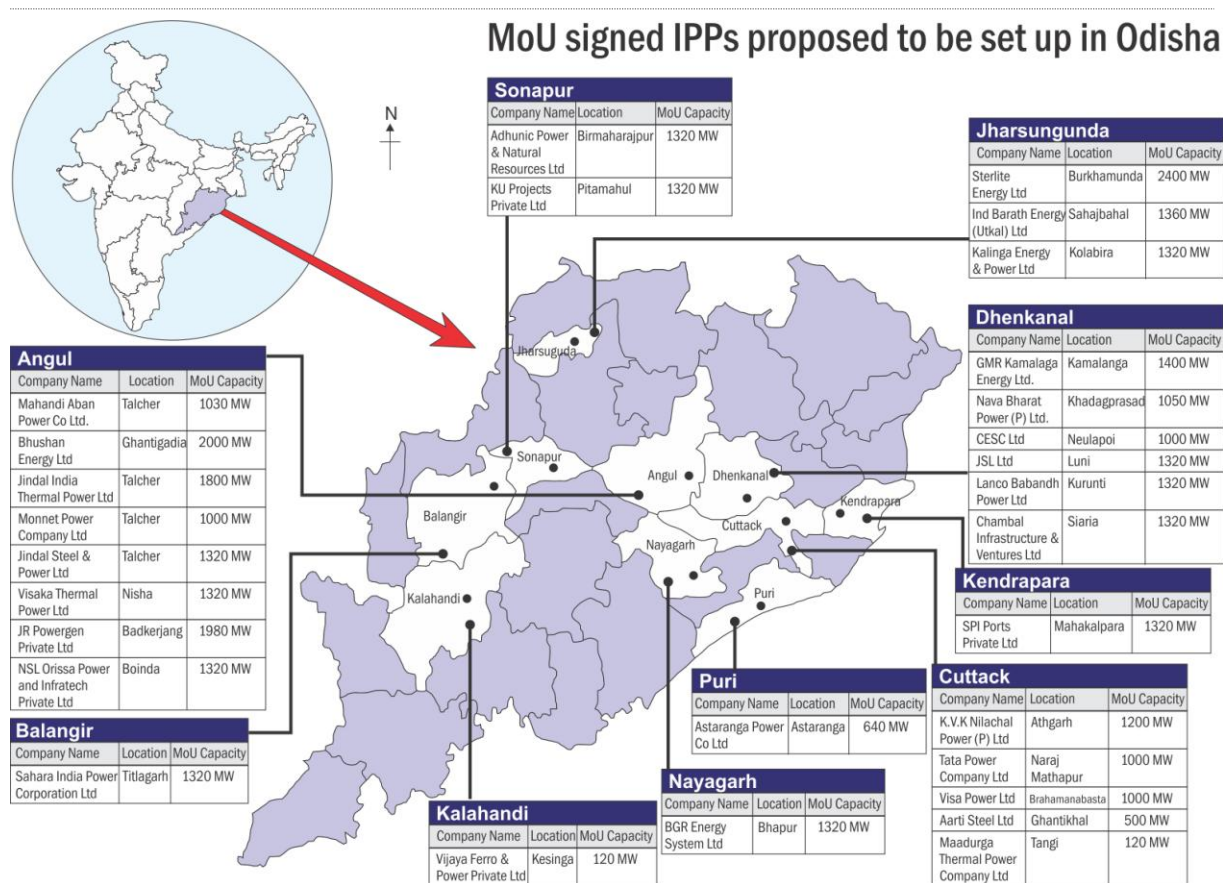 MoU signed IPPs proposed to be set up in Odisha
N
Sonapur
Company Name Location MoU Capacity
Adhunic Power Birmaharajpur 1320 MW
& Natural
Resources Ltd
KU Projects Pitamahul 1320 MW
Private Ltd
Jharsungunda
Company Name Location MoU Capacity
Sterlite Burkhamunda 2400 MW
Energy Ltd
Ind Barath Energy Sahajbahal 1360 MW
(Utkal) Ltd
Kalinga Energy Kolabira 1320 MW
& Power Ltd
Dhenkanal
Company Name Location MoU Capacity
GMR Kamalaga Kamalanga 1400 MW
Energy Ltd.
Nava Bharat Khadagprasad 1050 MW
Power (P) Ltd.
CESC Ltd Neulapoi 1000 MW
JSL Ltd Luni 1320 MW
Lanco Babandh Kurunti 1320 MW
Power Ltd
Chambal Siaria 1320 MW
Infrastructure &
Ventures Ltd
Angul
Company Name Location MoU Capacity
Mahandi Aban Talcher 1030 MW
Power Co Ltd.
Bhushan Ghantigadia 2000 MW
Energy Ltd
Jindal India Talcher 1800 MW
Thermal Power Ltd
Monnet Power Talcher 1000 MW
Company Ltd
Jindal Steel & Talcher 1320 MW
Power Ltd
Visaka Thermal Nisha 1320 MW
Power Ltd
JR Powergen Badkerjang 1980 MW
Private Ltd
NSL Orissa Power Boinda 1320 MW
and Infratech
Private Ltd
Jharsuguda
Sonapur
Angul
Dhenkanal
Kendrapara
Balangir
Cuttack
Nayagarh
Kalahandi
Puri
Kendrapara
Company Name Location MoU Capacity
SPI Ports Mahakalpara 1320 MW
Private Ltd
Balangir
Company Name Location MoU Capacity
Sahara India Power Titlagarh 1320 MW
Corporation Ltd
Puri
Company Name Location MoU Capacity
Astaranga Power Astaranga 640 MW
Co Ltd
Cuttack
Company Name Location MoU Capacity
K.V.K Nilachal Athgarh 1200 MW
Power (P) Ltd
Tata Power Naraj 1000 MW
Company Ltd Mathapur
Visa Power Ltd Brahamanabasta 1000 MW
Aarti Steel Ltd Ghantikhal 500 MW
Maadurga Tangi 120 MW
Thermal Power
Company Ltd
Nayagarh
Company Name Location MoU Capacity
BGR Energy Bhapur 1320 MW
System Ltd
Kalahandi
Company Name Location MoU Capacity
Vijaya Ferro & Kesinga 120 MW
Power Private Ltd